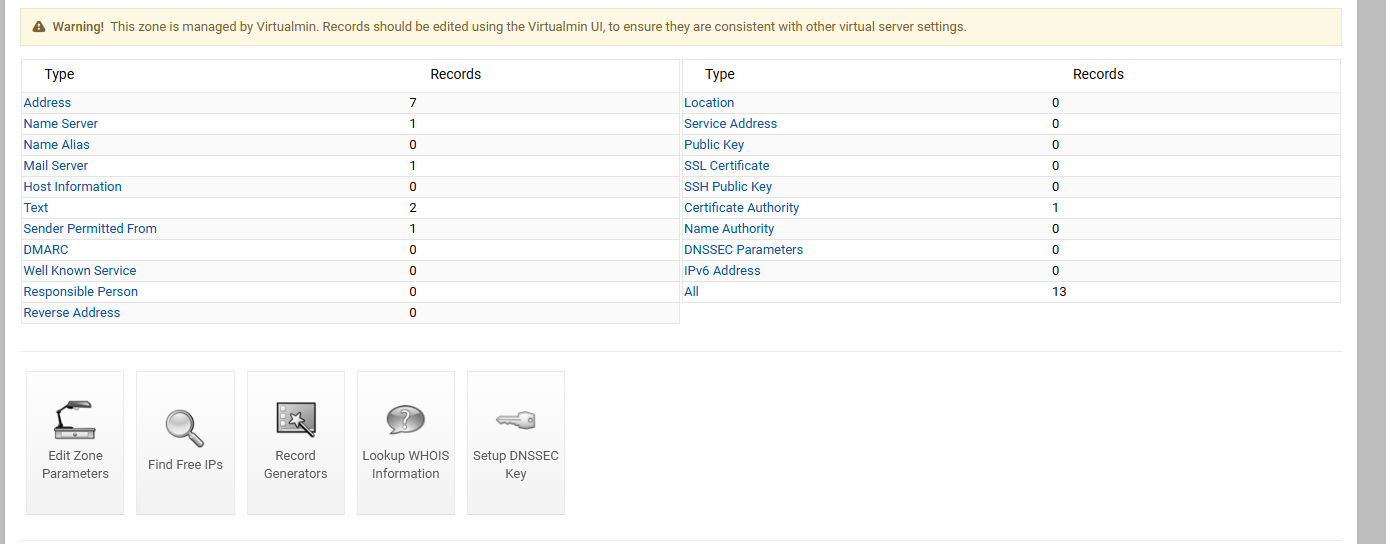 Warning! This zone is managed by Virtualmin. Records should be edited using the Virtualmin UI, to ensure they are consistent with other virtual server settings.
Type Records
Address 7
Name Server 1
Name Alias 0
Mail Server 1
Host Information 0
Text 2
Sender Permitted From 1
DMARC 0
Well Known Service 0
Responsible Person 0
Reverse Address 0
Type Records
Location 0
Service Address 0
Public Key 0
SSL Certificate 0
SSH Public Key 0
Certificate Authority 1
Name Authority 0
DNSSEC Parameters 0
IPv6 Address 0
All 13
Edit Zone
Parameters
Find Free IPs
Record
Generators
Lookup WHOIS
Information
Setup DNSSEC
Key